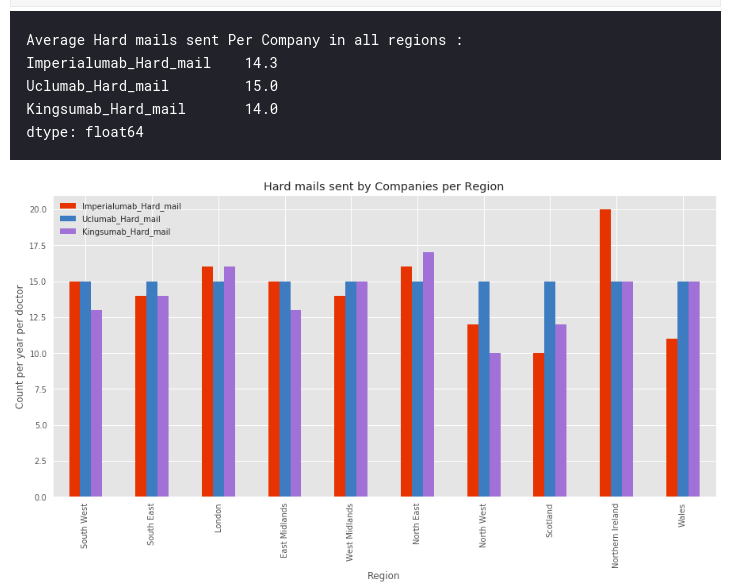 Average Hard mails sent Per Company in all regions :
Imperialumab_Hard_mail 14.3
Uclumab_Hard_mail 15.0
Kingsumab_Hard_mail 14.0
dtype: float64
Hard mails sent by Companies per Region
Imperialumab_Hard_mail
Uclumab_Hard_mail
Kingsumab_Hard_mail
Count per year per doctor
20.0
17.5
15.0
12.5
10.0
7.5
5.0
2.5
0.0
South West
South East
London
East Midlands
West Midlands
North East
North West
Scotland
Northern Ireland
Wales
Region